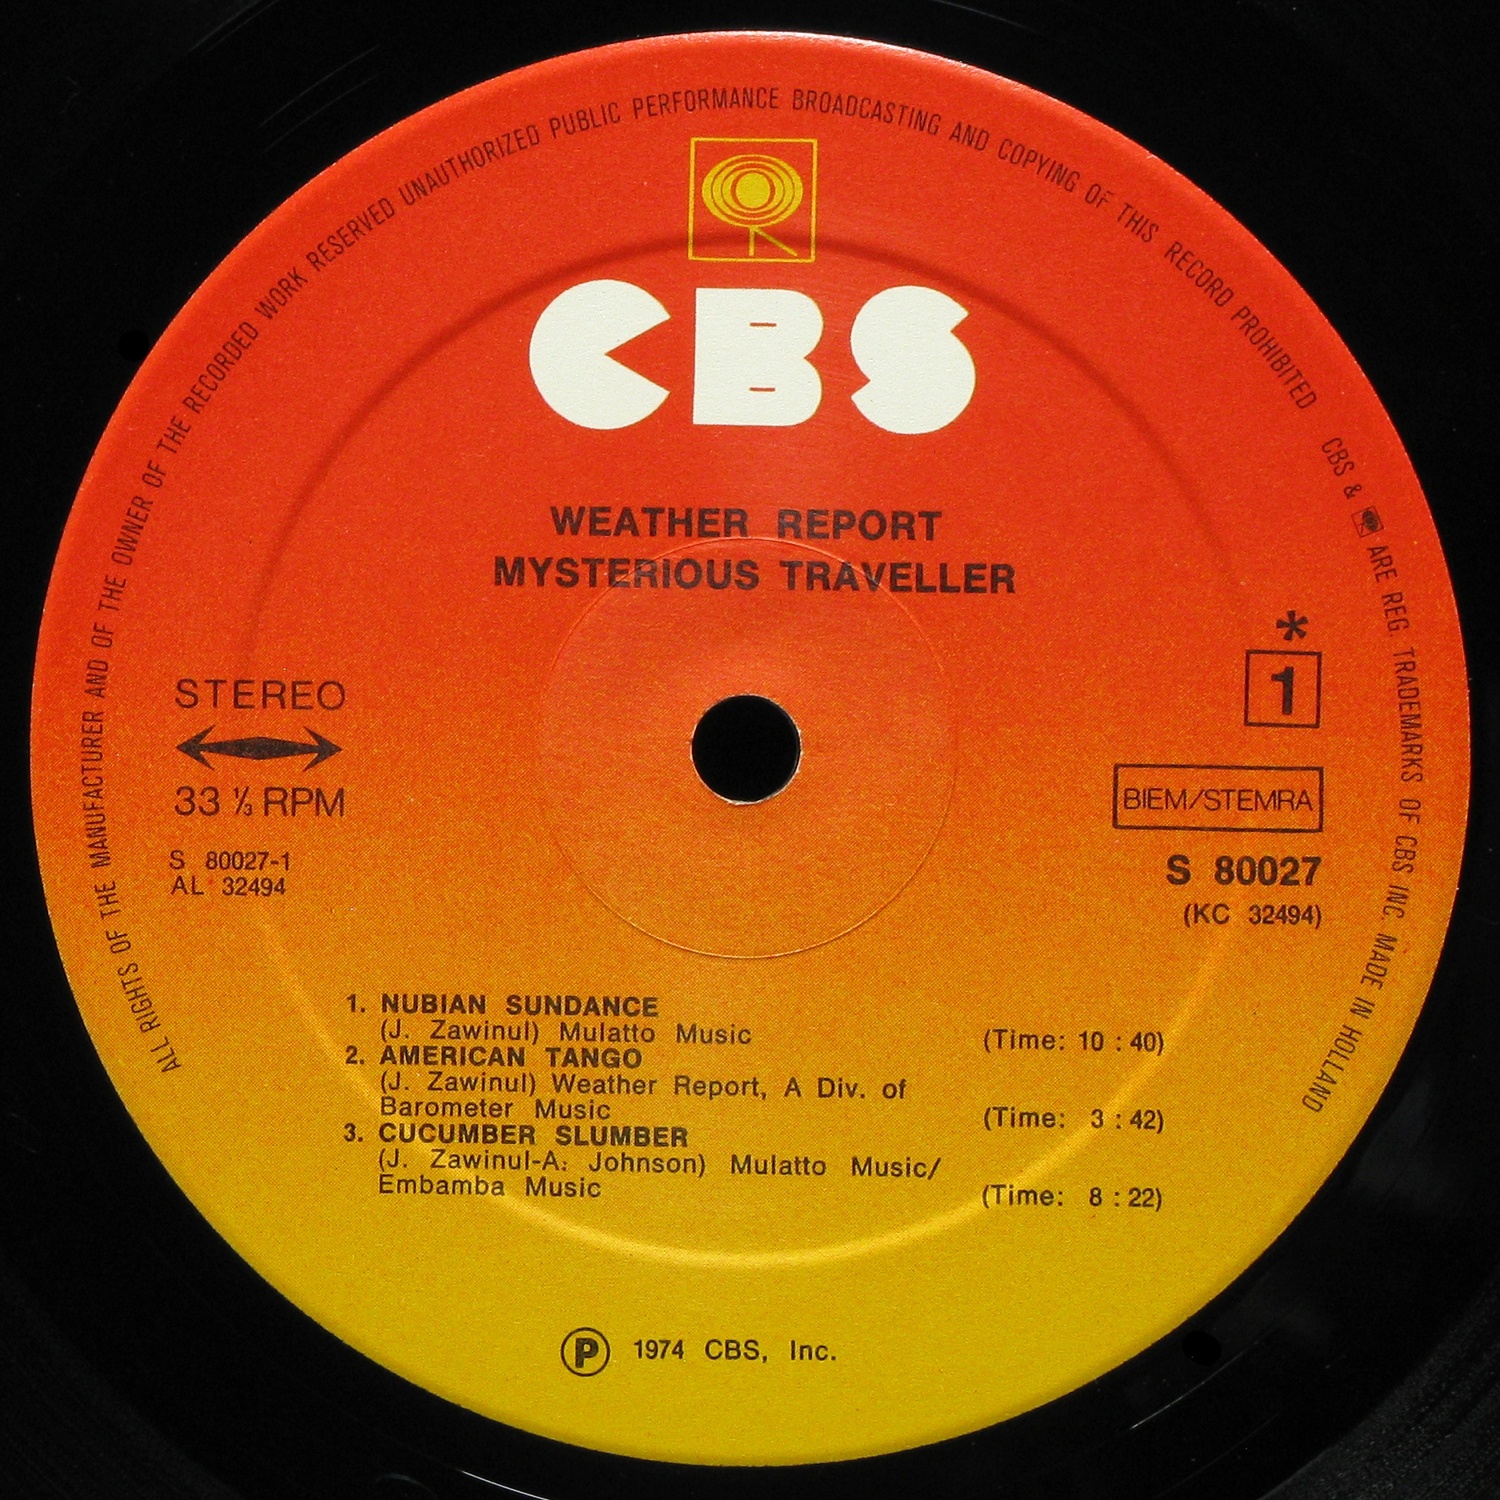 ALL RIGHTS OF THE MANUFACTURER AND OF THE OWNER OF THE RECORDED WORK RESERVED UNAUTHORIZED PUBLIC PERFORMANCE BROADCASTING AND COPYING OF THIS RECORD PROHIBITED
CBS & ARE REG. TRADEMARKS OF CBS INC. MADE IN HOLLAND
CBS
WEATHER REPORT
MYSTERIOUS TRAVELLER
STEREO
33 ⅓ RPM
S 80027-1
AL 32494
*
1
BIEM/STEMRA
S 80027
(KC 32494)
1. NUBIAN SUNDANCE
(J. Zawinul) Mulatto Music (Time: 10 : 40)
2. AMERICAN TANGO
(J. Zawinul) Weather Report, A Div. of
Barometer Music (Time: 3 : 42)
3. CUCUMBER SLUMBER
(J. Zawinul-A. Johnson) Mulatto Music/
Embamba Music (Time: 8 : 22)
℗ 1974 CBS, Inc.